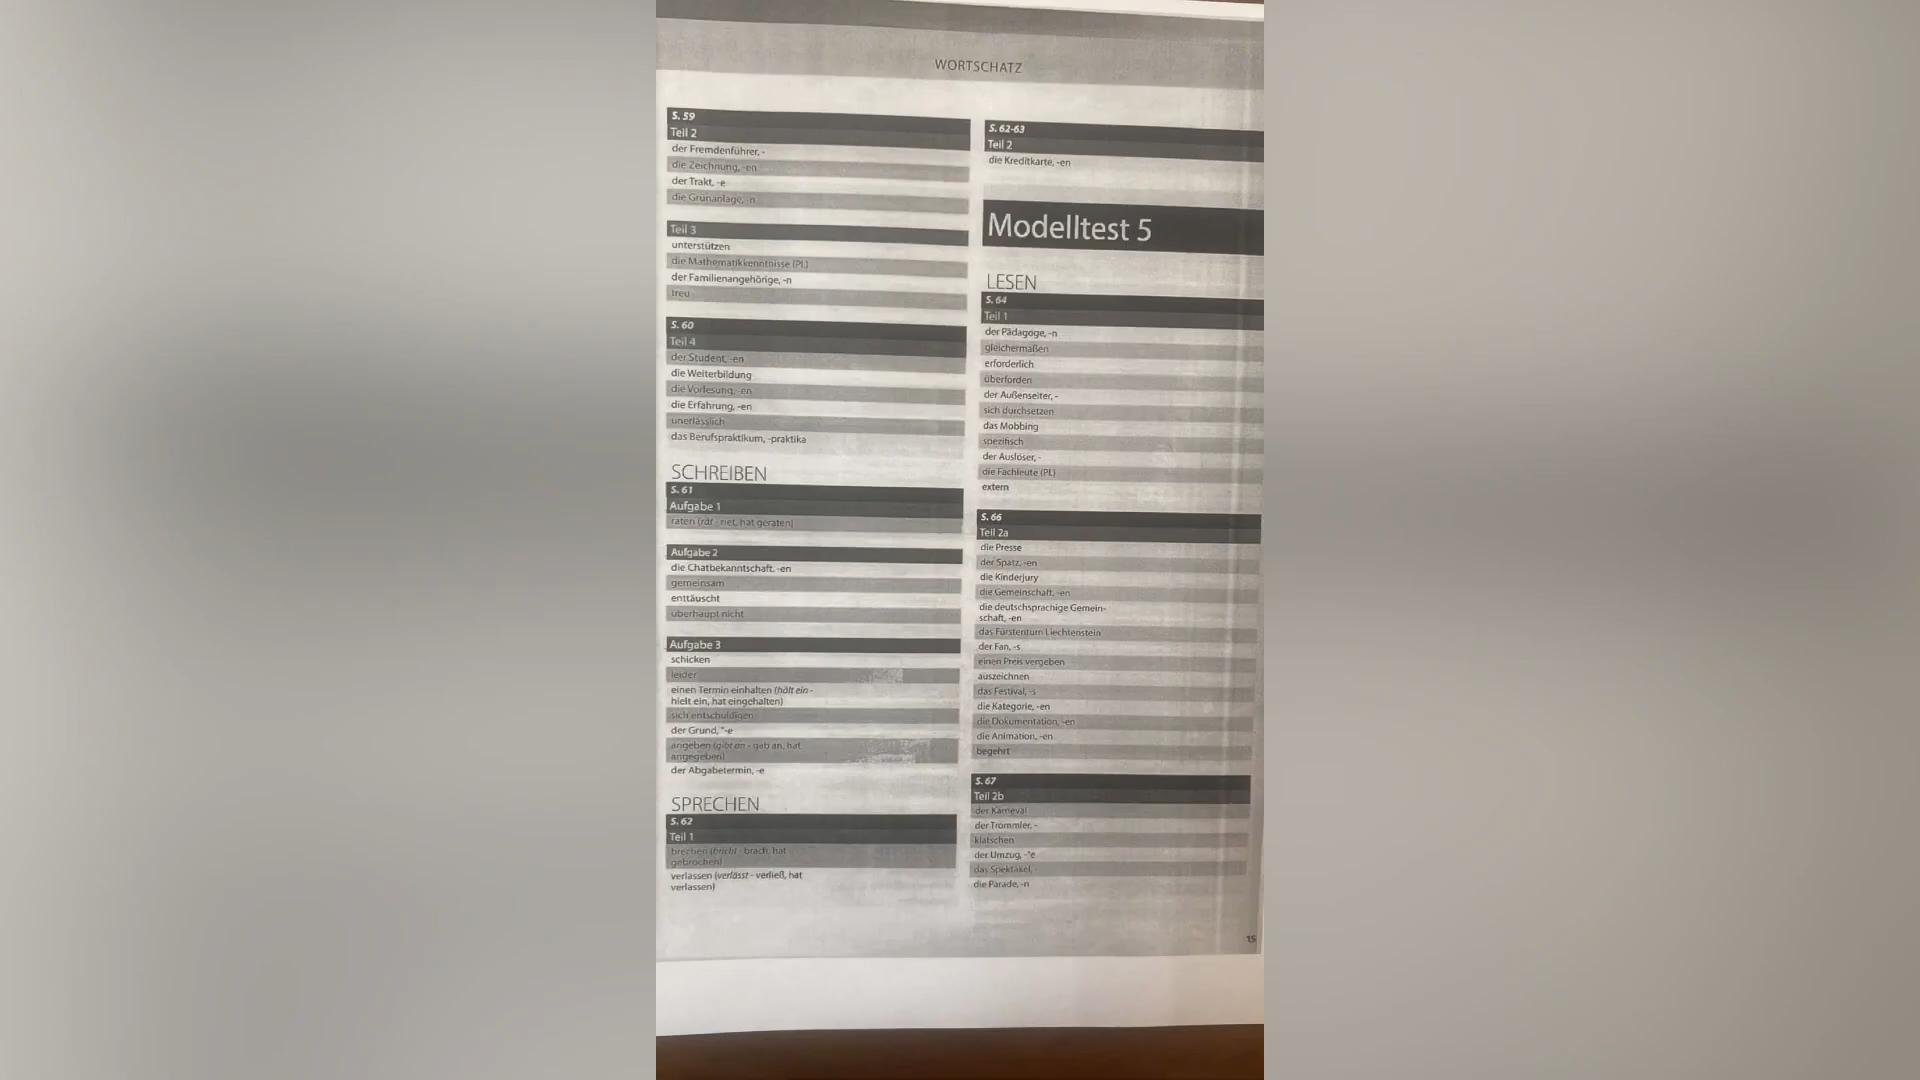 WORTSCHATZ
S. 59
Teil 2
der Fremdenführer, -
die Zeichnung, -en
der Trakt, -e
die Grünanlage, -n
Teil 3
unterstützen
die Mathematikkenntnisse (Pl.)
der Familienangehörige, -n
treu
S. 60
Teil 4
der Student, -en
die Weiterbildung
die Vorlesung, -en
die Erfahrung, -en
unerlässlich
das Berufspraktikum, -praktika
SCHREIBEN
S. 61
Aufgabe 1
raten (rät - riet, hat geraten)
Aufgabe 2
die Chatbekanntschaft, -en
gemeinsam
enttäuscht
überhaupt nicht
Aufgabe 3
schicken
leider
einen Termin einhalten (hält ein -
hielt ein, hat eingehalten)
sich entschuldigen
der Grund, "-e
angeben (gibt an - gab an, hat
angegeben)
der Abgabetermin, -e
SPRECHEN
S. 62
Teil 1
brechen (bricht - brach, hat
gebrochen)
verlassen (verlässt - verließ, hat
verlassen)
S. 62-63
Teil 2
die Kreditkarte, -en
Modelltest 5
LESEN
S. 64
Teil 1
der Pädagoge, -n
gleichermaßen
erforderlich
überforden
der Außenseiter, -
sich durchsetzen
das Mobbing
spezifisch
der Auslöser, -
die Fachleute (Pl.)
extern
S. 66
Teil 2a
die Presse
der Spatz, -en
die Kinderjury
die Gemeinschaft, -en
die deutschsprachige Gemein-
schaft, -en
das Fürstentum Liechtenstein
der Fan, -s
einen Preis vergeben
auszeichnen
das Festival, -s
die Kategorie, -en
die Dokumentation, -en
die Animation, -en
begehrt
S. 67
Teil 2b
der Karneval
der Trommler, -
klatschen
der Umzug, -"e
das Spektakel, -
die Parade, -n
15